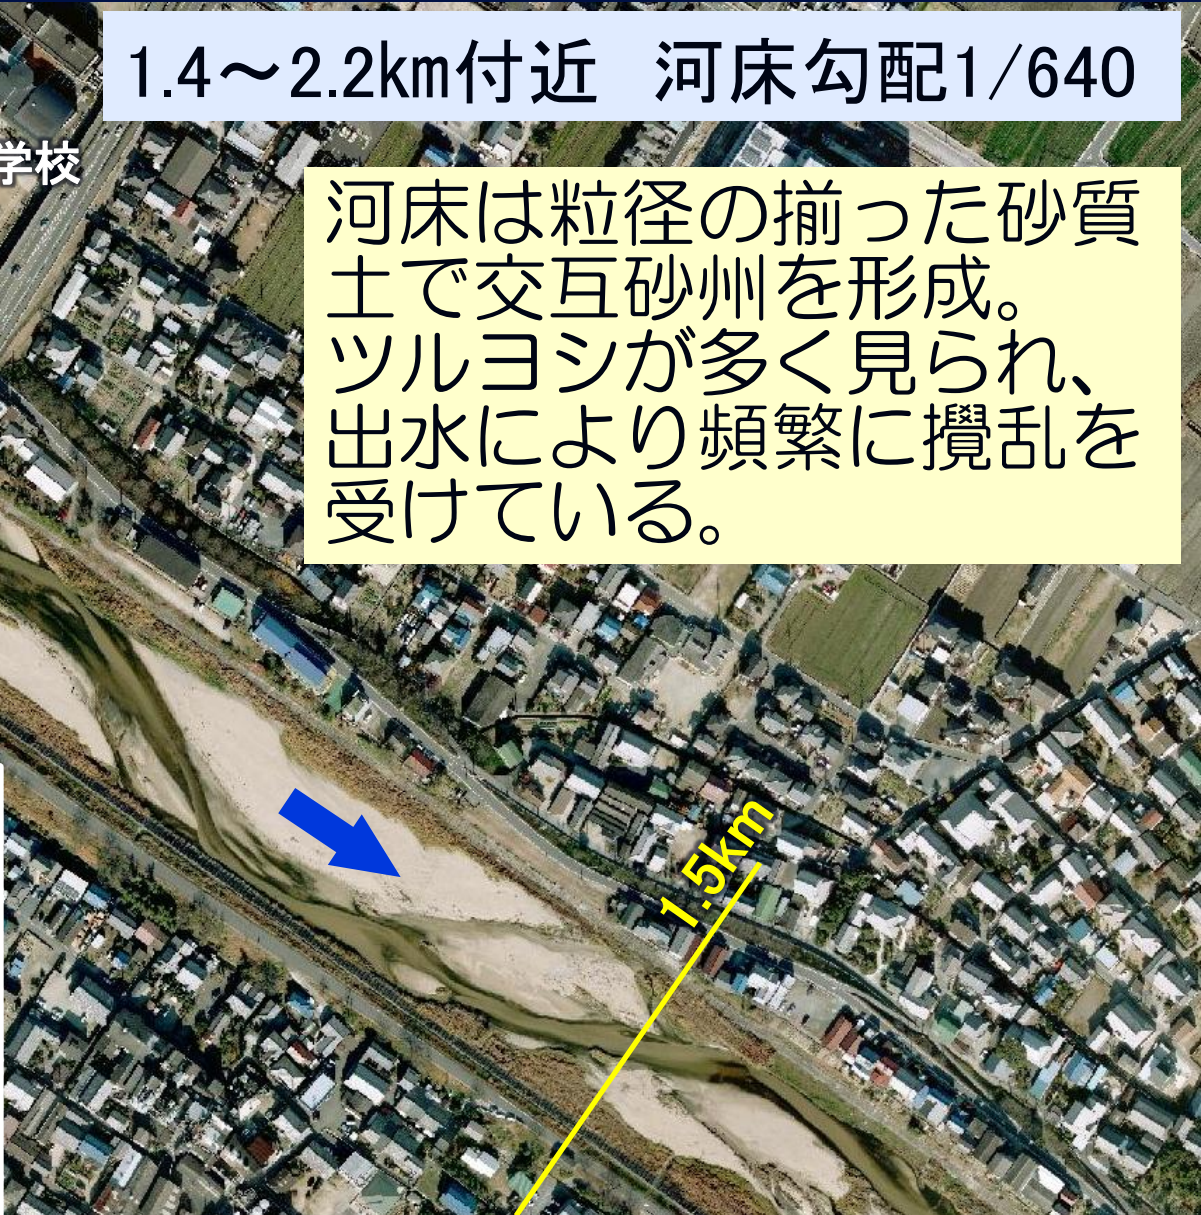 1.4～2.2km付近　河床勾配1/640
学校
河床は粒径の揃った砂質
土で交互砂州を形成。
ツルヨシが多く見られ、
出水により頻繁に攪乱を
受けている。
1.5km